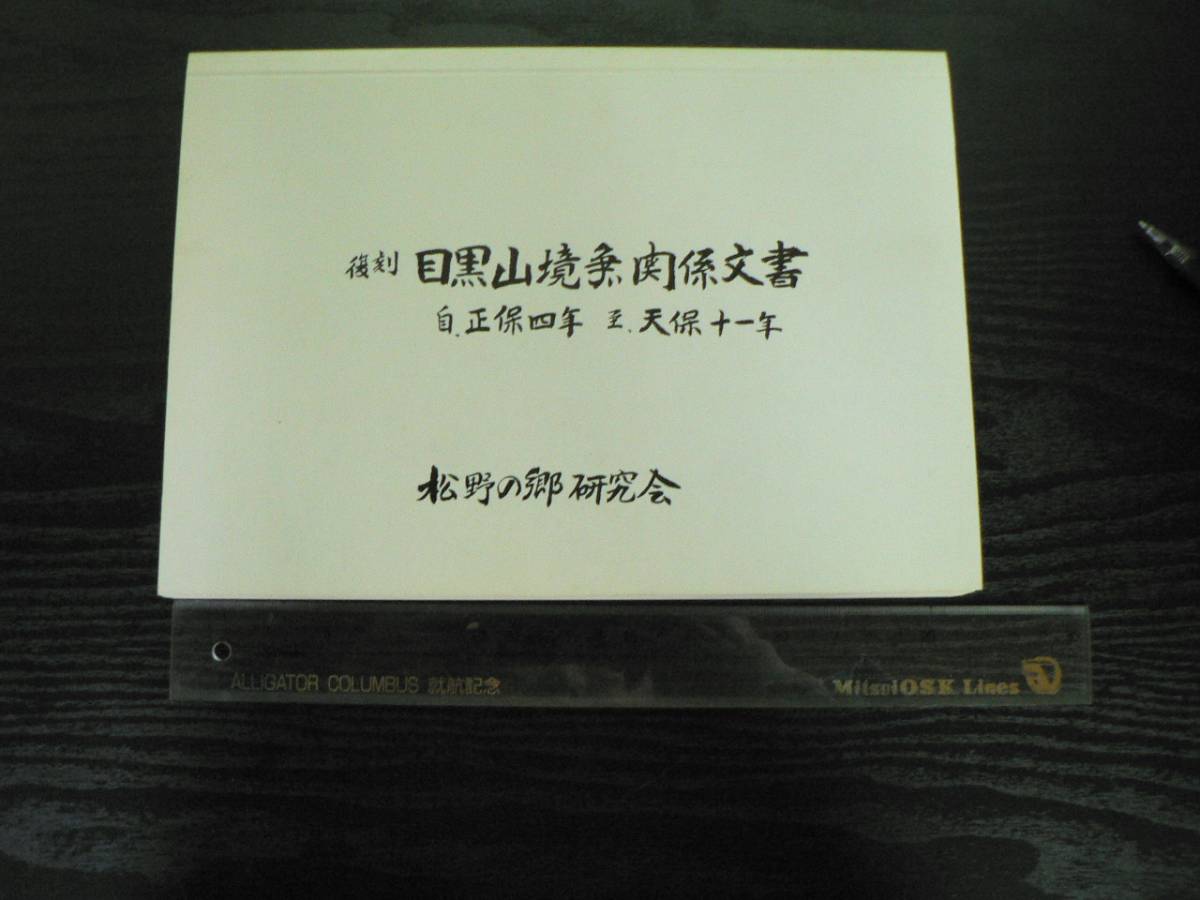 復刻 目黒山境争関係文書
自.正保四年 至.天保十一年
松野の郷研究会
ALLIGATOR COLUMBUS 就航記念
Mitsui O.S.K. Lines